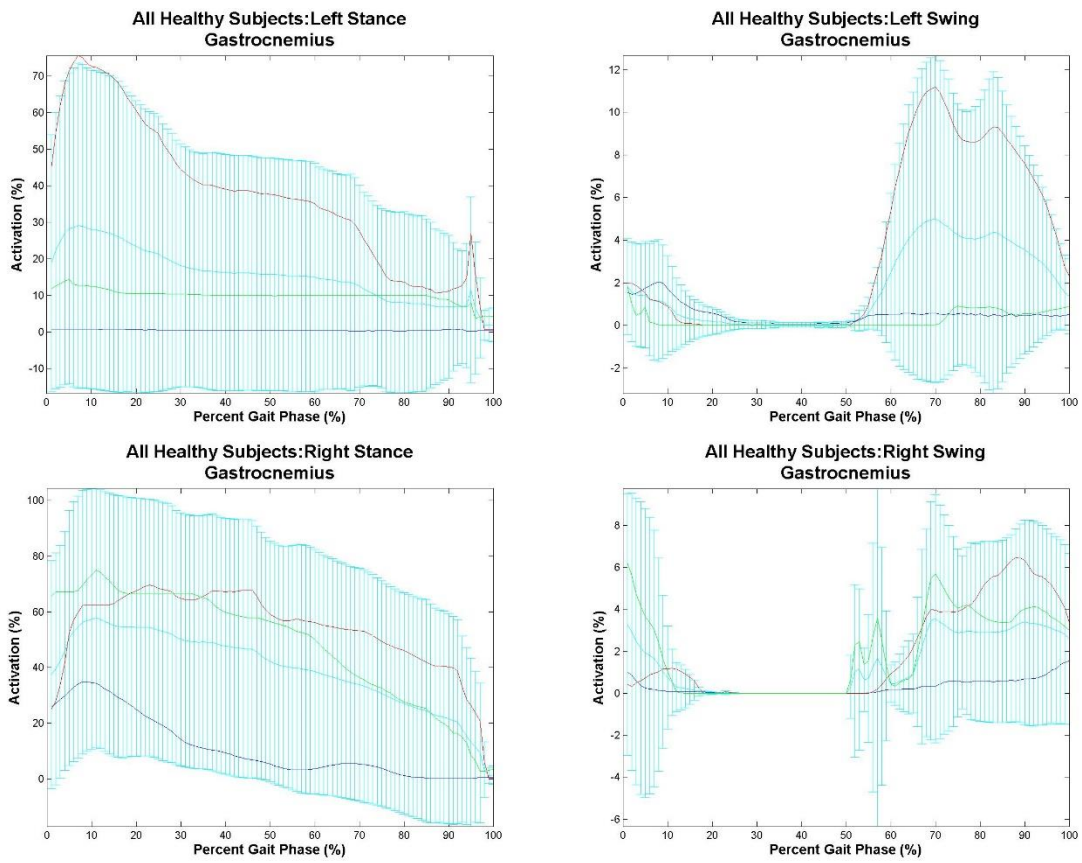 All Healthy Subjects:Left Stance
Gastrocnemius
Activation (%)
70
60
50
40
30
20
10
0
-10
0 10 20 30 40 50 60 70 80 90 100
Percent Gait Phase (%)
All Healthy Subjects:Left Swing
Gastrocnemius
Activation (%)
12
10
8
6
4
2
0
-2
0 10 20 30 40 50 60 70 80 90 100
Percent Gait Phase (%)
All Healthy Subjects:Right Stance
Gastrocnemius
Activation (%)
100
80
60
40
20
0
0 10 20 30 40 50 60 70 80 90 100
Percent Gait Phase (%)
All Healthy Subjects:Right Swing
Gastrocnemius
Activation (%)
8
6
4
2
0
-2
-4
-6
0 10 20 30 40 50 60 70 80 90 100
Percent Gait Phase (%)